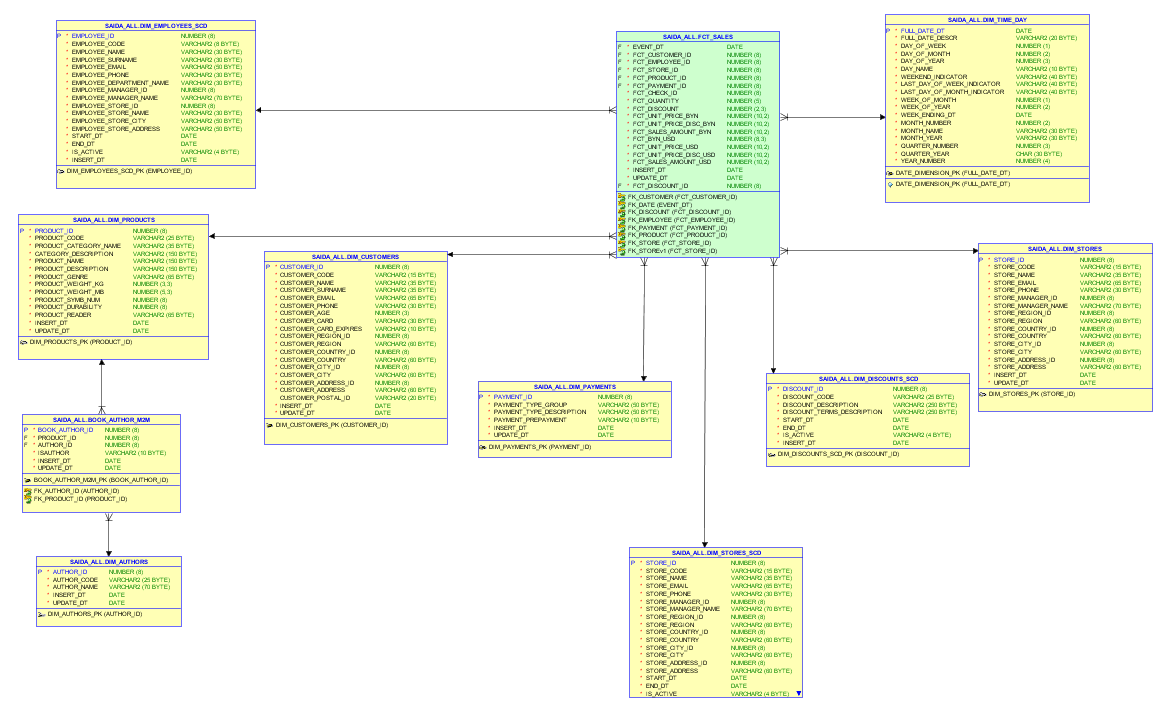 SAIDA_ALL.DIM_EMPLOYEES_SCD
P * EMPLOYEE_ID NUMBER (8)
* EMPLOYEE_CODE VARCHAR2 (8 BYTE)
* EMPLOYEE_NAME VARCHAR2 (30 BYTE)
* EMPLOYEE_SURNAME VARCHAR2 (30 BYTE)
* EMPLOYEE_EMAIL VARCHAR2 (50 BYTE)
* EMPLOYEE_PHONE VARCHAR2 (30 BYTE)
* EMPLOYEE_DEPARTMENT_NAME VARCHAR2 (30 BYTE)
* EMPLOYEE_MANAGER_ID NUMBER (8)
* EMPLOYEE_MANAGER_NAME VARCHAR2 (70 BYTE)
* EMPLOYEE_STORE_ID NUMBER (8)
* EMPLOYEE_STORE_NAME VARCHAR2 (30 BYTE)
* EMPLOYEE_STORE_CITY VARCHAR2 (30 BYTE)
* EMPLOYEE_STORE_ADDRESS VARCHAR2 (50 BYTE)
* START_DT DATE
* END_DT DATE
* IS_ACTIVE VARCHAR2 (4 BYTE)
* INSERT_DT DATE
DIM_EMPLOYEES_SCD_PK (EMPLOYEE_ID)
SAIDA_ALL.FCT_SALES
F * EVENT_DT DATE
F * FCT_CUSTOMER_ID NUMBER (8)
F * FCT_EMPLOYEE_ID NUMBER (8)
F * FCT_STORE_ID NUMBER (8)
F * FCT_PRODUCT_ID NUMBER (8)
F * FCT_PAYMENT_ID NUMBER (8)
* FCT_CHECK_ID NUMBER (8)
* FCT_QUANTITY NUMBER (5)
* FCT_DISCOUNT NUMBER (2,3)
* FCT_UNIT_PRICE_BYN NUMBER (10,2)
* FCT_UNIT_PRICE_DISC_BYN NUMBER (10,2)
* FCT_SALES_AMOUNT_BYN NUMBER (10,2)
* FCT_BYN_USD NUMBER (8,3)
* FCT_UNIT_PRICE_USD NUMBER (10,2)
* FCT_UNIT_PRICE_DISC_USD NUMBER (10,2)
* FCT_SALES_AMOUNT_USD NUMBER (10,2)
* INSERT_DT DATE
* UPDATE_DT DATE
F * FCT_DISCOUNT_ID NUMBER (8)
FK_CUSTOMER (FCT_CUSTOMER_ID)
FK_DATE (EVENT_DT)
FK_DISCOUNT (FCT_DISCOUNT_ID)
FK_EMPLOYEE (FCT_EMPLOYEE_ID)
FK_PAYMENT (FCT_PAYMENT_ID)
FK_PRODUCT (FCT_PRODUCT_ID)
FK_STORE (FCT_STORE_ID)
FK_STOREv1 (FCT_STORE_ID)
SAIDA_ALL.DIM_TIME_DAY
P * FULL_DATE_DT DATE
* FULL_DATE_DESCR VARCHAR2 (20 BYTE)
* DAY_OF_WEEK NUMBER (1)
* DAY_OF_MONTH NUMBER (2)
* DAY_OF_YEAR NUMBER (3)
* DAY_NAME VARCHAR2 (10 BYTE)
* WEEKEND_INDICATOR VARCHAR2 (40 BYTE)
* LAST_DAY_OF_WEEK_INDICATOR VARCHAR2 (40 BYTE)
* LAST_DAY_OF_MONTH_INDICATOR VARCHAR2 (40 BYTE)
* WEEK_OF_MONTH NUMBER (1)
* WEEK_OF_YEAR NUMBER (2)
* WEEK_ENDING_DT DATE
* MONTH_NUMBER NUMBER (2)
* MONTH_NAME VARCHAR2 (30 BYTE)
* MONTH_YEAR VARCHAR2 (30 BYTE)
* QUARTER_NUMBER NUMBER (3)
* QUARTER_YEAR CHAR (30 BYTE)
* YEAR_NUMBER NUMBER (4)
DATE_DIMENSION_PK (FULL_DATE_DT)
DATE_DIMENSION_PK (FULL_DATE_DT)
SAIDA_ALL.DIM_PRODUCTS
P * PRODUCT_ID NUMBER (8)
* PRODUCT_CODE VARCHAR2 (25 BYTE)
* PRODUCT_CATEGORY_NAME VARCHAR2 (35 BYTE)
* CATEGORY_DESCRIPTION VARCHAR2 (150 BYTE)
* PRODUCT_NAME VARCHAR2 (150 BYTE)
* PRODUCT_DESCRIPTION VARCHAR2 (150 BYTE)
* PRODUCT_GENRE VARCHAR2 (65 BYTE)
* PRODUCT_WEIGHT_KG NUMBER (3,3)
* PRODUCT_WEIGHT_MB NUMBER (5,3)
* PRODUCT_SYMB_NUM NUMBER (8)
* PRODUCT_DURABILITY NUMBER (6)
* PRODUCT_READER VARCHAR2 (65 BYTE)
* INSERT_DT DATE
* UPDATE_DT DATE
DIM_PRODUCTS_PK (PRODUCT_ID)
SAIDA_ALL.DIM_CUSTOMERS
P * CUSTOMER_ID NUMBER (8)
* CUSTOMER_CODE VARCHAR2 (15 BYTE)
* CUSTOMER_NAME VARCHAR2 (35 BYTE)
* CUSTOMER_SURNAME VARCHAR2 (35 BYTE)
* CUSTOMER_EMAIL VARCHAR2 (65 BYTE)
* CUSTOMER_PHONE VARCHAR2 (30 BYTE)
* CUSTOMER_AGE NUMBER (3)
* CUSTOMER_CARD VARCHAR2 (30 BYTE)
* CUSTOMER_CARD_EXPIRES VARCHAR2 (10 BYTE)
* CUSTOMER_REGION_ID NUMBER (8)
* CUSTOMER_REGION VARCHAR2 (60 BYTE)
* CUSTOMER_COUNTRY_ID NUMBER (8)
* CUSTOMER_COUNTRY VARCHAR2 (60 BYTE)
* CUSTOMER_CITY_ID NUMBER (8)
* CUSTOMER_CITY VARCHAR2 (60 BYTE)
* CUSTOMER_ADDRESS_ID NUMBER (8)
* CUSTOMER_ADDRESS VARCHAR2 (60 BYTE)
CUSTOMER_POSTAL_ID VARCHAR2 (20 BYTE)
* INSERT_DT DATE
* UPDATE_DT DATE
DIM_CUSTOMERS_PK (CUSTOMER_ID)
SAIDA_ALL.DIM_STORES
P * STORE_ID NUMBER (8)
* STORE_CODE VARCHAR2 (15 BYTE)
* STORE_NAME VARCHAR2 (35 BYTE)
* STORE_EMAIL VARCHAR2 (65 BYTE)
* STORE_PHONE VARCHAR2 (30 BYTE)
* STORE_MANAGER_ID NUMBER (8)
* STORE_MANAGER_NAME VARCHAR2 (70 BYTE)
* STORE_REGION_ID NUMBER (8)
* STORE_REGION VARCHAR2 (60 BYTE)
* STORE_COUNTRY_ID NUMBER (8)
* STORE_COUNTRY VARCHAR2 (60 BYTE)
* STORE_CITY_ID NUMBER (8)
* STORE_CITY VARCHAR2 (60 BYTE)
* STORE_ADDRESS_ID NUMBER (8)
* STORE_ADDRESS VARCHAR2 (60 BYTE)
* INSERT_DT DATE
* UPDATE_DT DATE
DIM_STORES_PK (STORE_ID)
SAIDA_ALL.DIM_PAYMENTS
P * PAYMENT_ID NUMBER (8)
* PAYMENT_TYPE_GROUP VARCHAR2 (50 BYTE)
* PAYMENT_TYPE_DESCRIPTION VARCHAR2 (50 BYTE)
* PAYMENT_PREPAYMENT VARCHAR2 (10 BYTE)
* INSERT_DT DATE
* UPDATE_DT DATE
DIM_PAYMENTS_PK (PAYMENT_ID)
SAIDA_ALL.DIM_DISCOUNTS_SCD
P * DISCOUNT_ID NUMBER (8)
* DISCOUNT_CODE VARCHAR2 (25 BYTE)
* DISCOUNT_DESCRIPTION VARCHAR2 (250 BYTE)
* DISCOUNT_TERMS_DESCRIPTION VARCHAR2 (250 BYTE)
* START_DT DATE
* END_DT DATE
* IS_ACTIVE VARCHAR2 (4 BYTE)
* INSERT_DT DATE
DIM_DISCOUNTS_SCD_PK (DISCOUNT_ID)
SAIDA_ALL.BOOK_AUTHOR_M2M
P * BOOK_AUTHOR_ID NUMBER (8)
F * PRODUCT_ID NUMBER (8)
F * AUTHOR_ID NUMBER (8)
* ISAUTHOR VARCHAR2 (10 BYTE)
* INSERT_DT DATE
* UPDATE_DT DATE
BOOK_AUTHOR_M2M_PK (BOOK_AUTHOR_ID)
FK_AUTHOR_ID (AUTHOR_ID)
FK_PRODUCT_ID (PRODUCT_ID)
SAIDA_ALL.DIM_AUTHORS
P * AUTHOR_ID NUMBER (8)
* AUTHOR_CODE VARCHAR2 (25 BYTE)
* AUTHOR_NAME VARCHAR2 (70 BYTE)
* INSERT_DT DATE
* UPDATE_DT DATE
DIM_AUTHORS_PK (AUTHOR_ID)
SAIDA_ALL.DIM_STORES_SCD
P * STORE_ID NUMBER (8)
* STORE_CODE VARCHAR2 (15 BYTE)
* STORE_NAME VARCHAR2 (35 BYTE)
* STORE_EMAIL VARCHAR2 (65 BYTE)
* STORE_PHONE VARCHAR2 (30 BYTE)
* STORE_MANAGER_ID NUMBER (8)
* STORE_MANAGER_NAME VARCHAR2 (70 BYTE)
* STORE_REGION_ID NUMBER (8)
* STORE_REGION VARCHAR2 (60 BYTE)
* STORE_COUNTRY_ID NUMBER (8)
* STORE_COUNTRY VARCHAR2 (60 BYTE)
* STORE_CITY_ID NUMBER (8)
* STORE_CITY VARCHAR2 (60 BYTE)
* STORE_ADDRESS_ID NUMBER (8)
* STORE_ADDRESS VARCHAR2 (60 BYTE)
* START_DT DATE
* END_DT DATE
* IS_ACTIVE VARCHAR2 (4 BYTE)